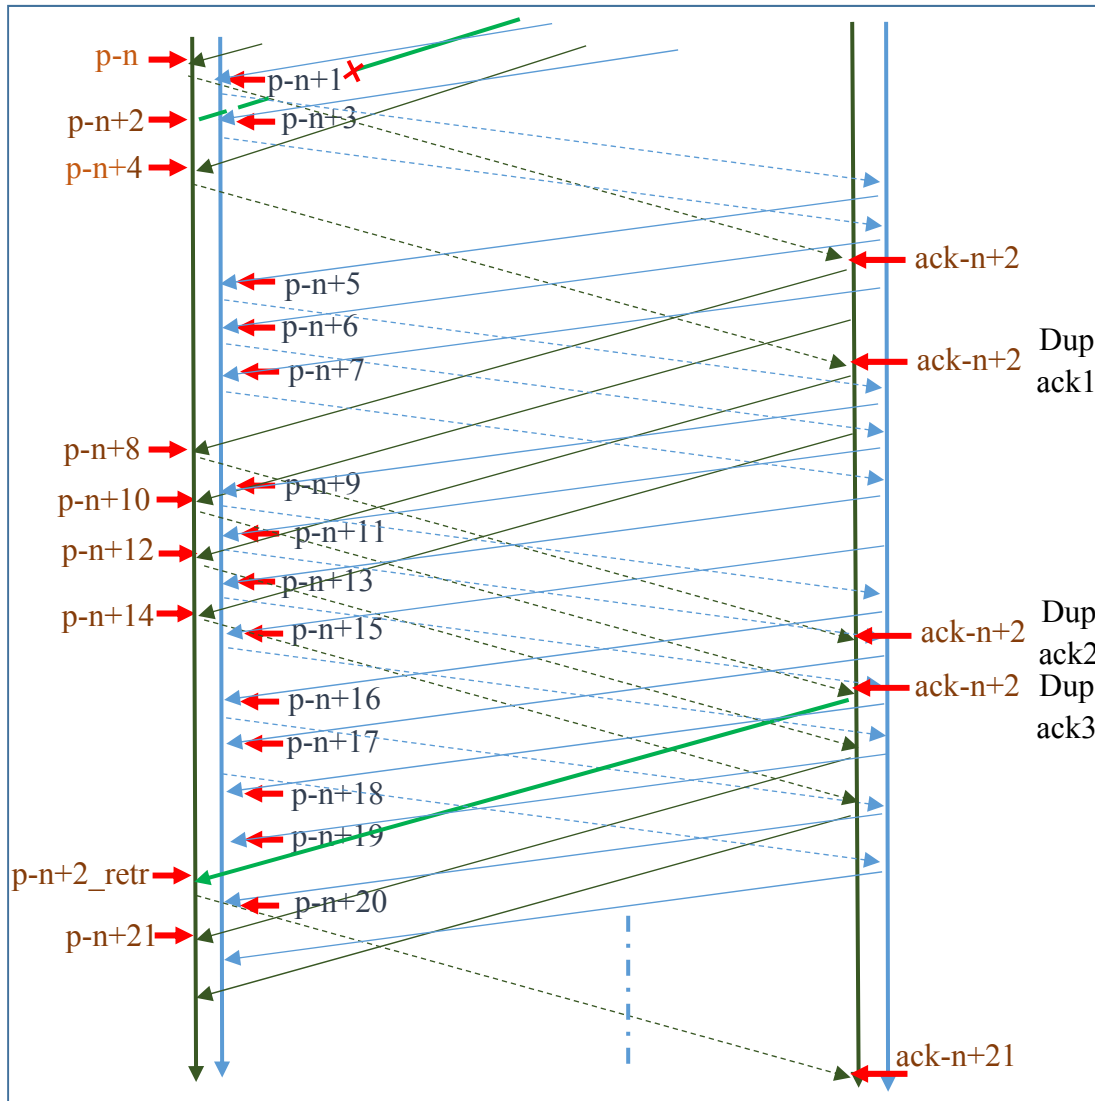 p-n
p-n+1
p-n+2
p-n+3
p-n+4
ack-n+2
p-n+5
p-n+6
ack-n+2
Dup
ack1
p-n+7
p-n+8
p-n+9
p-n+10
p-n+11
p-n+12
p-n+13
p-n+14
p-n+15
ack-n+2
Dup
ack2
p-n+16
ack-n+2
Dup
ack3
p-n+17
p-n+18
p-n+19
p-n+2_retr
p-n+20
p-n+21
ack-n+21